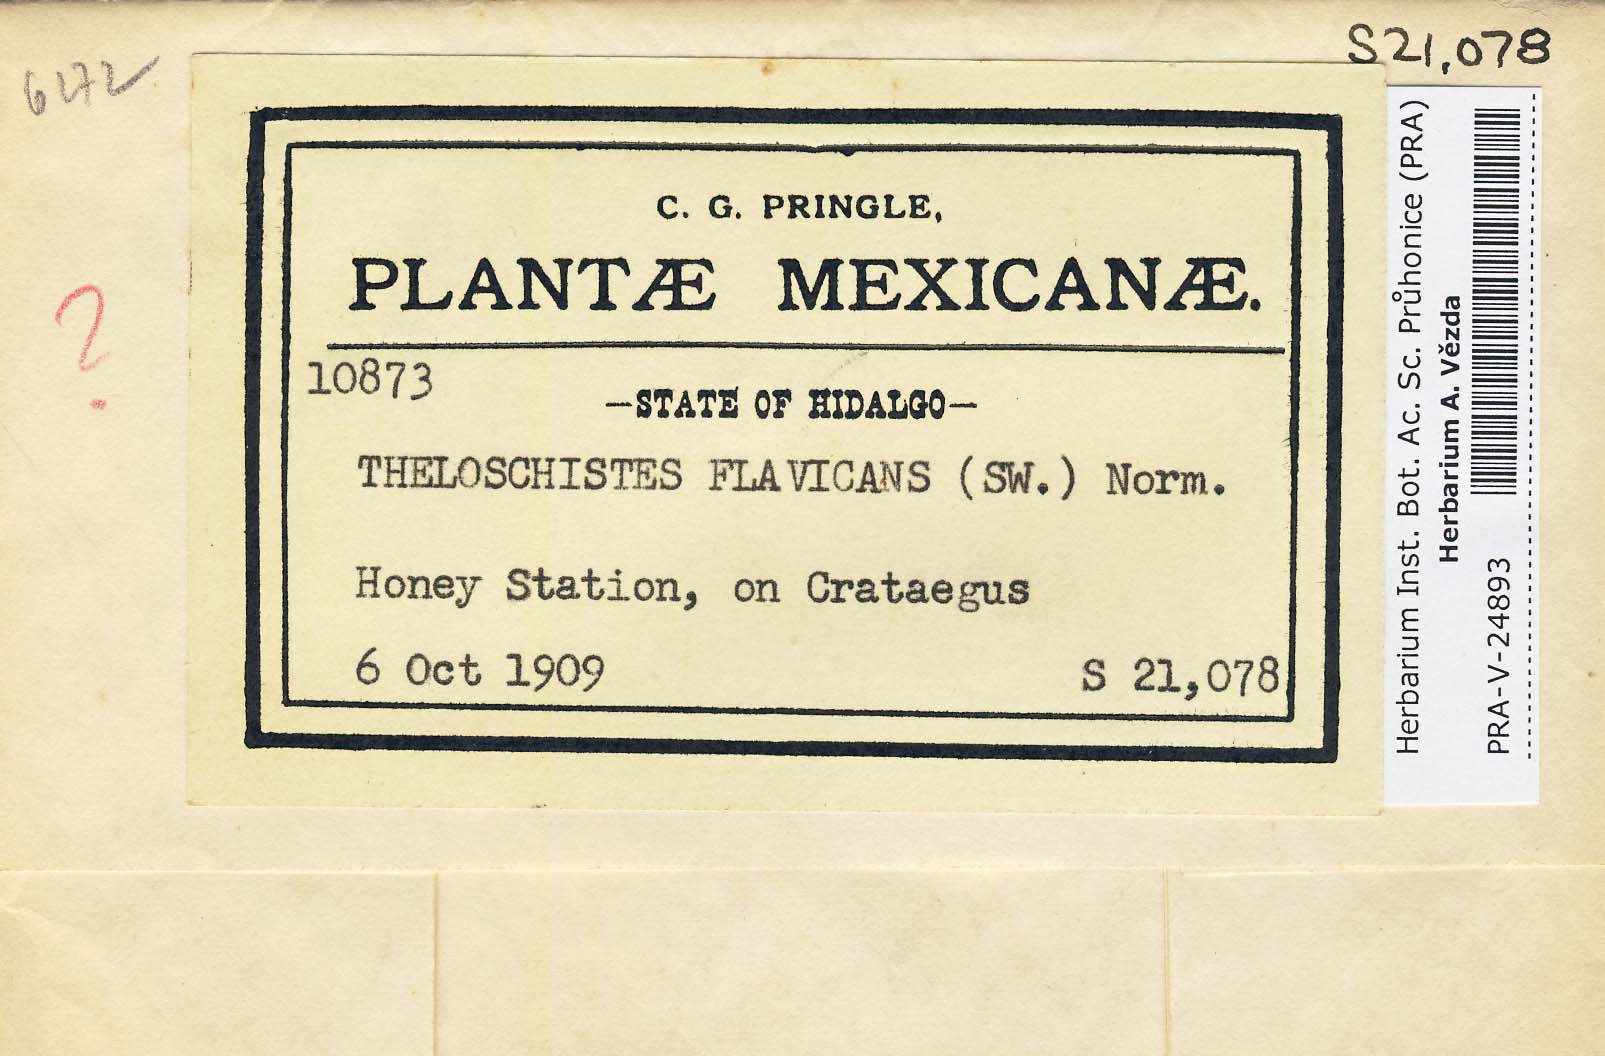 S21,078
6272
?
C. G. PRINGLE,
PLANTÆ MEXICANÆ.
10873
—STATE OF HIDALGO—
THELOSCHISTES FLAVICANS (SW.) Norm.
Honey Station, on Crataegus
6 Oct 1909
S 21,078
Herbarium Inst. Bot. Ac. Sc. Průhonice (PRA)
Herbarium A. Vězda
PRA-V-24893